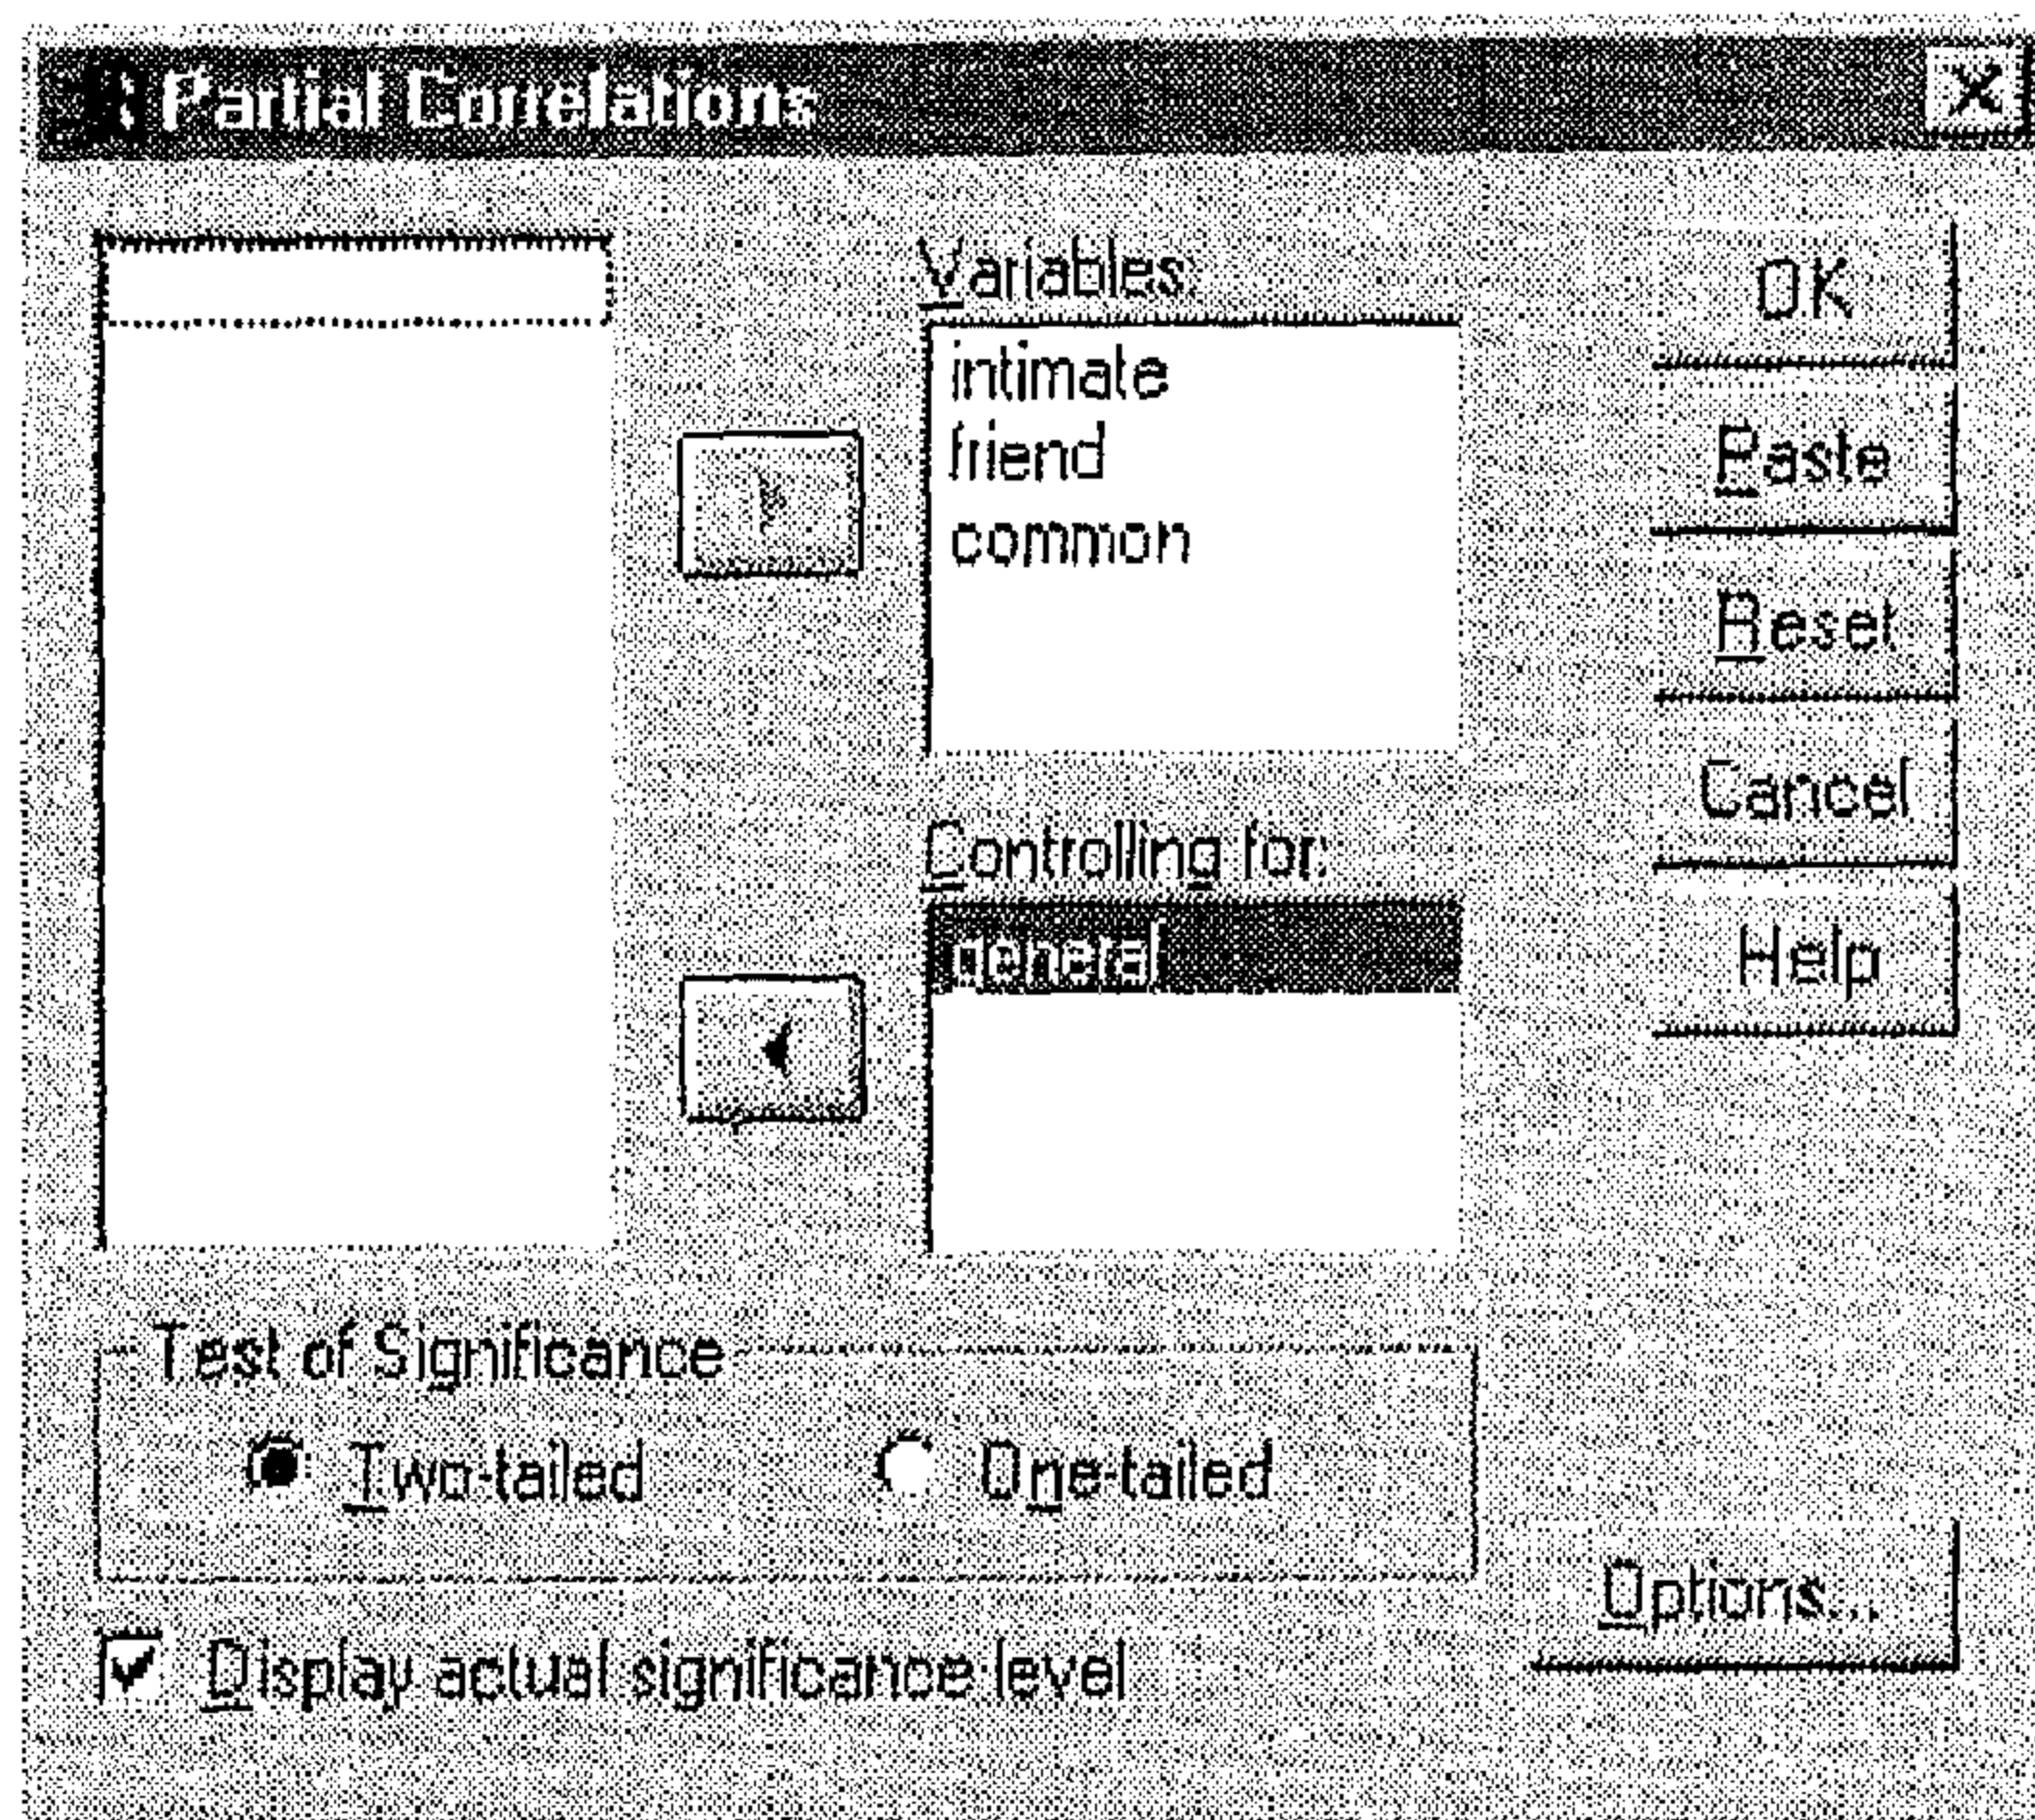 Partial Correlations
Variables:
intimate
friend
common
Controlling for:
general
OK
Paste
Reset
Cancel
Help
Test of Significance
Two-tailed One-tailed
Options...
Display actual significance level